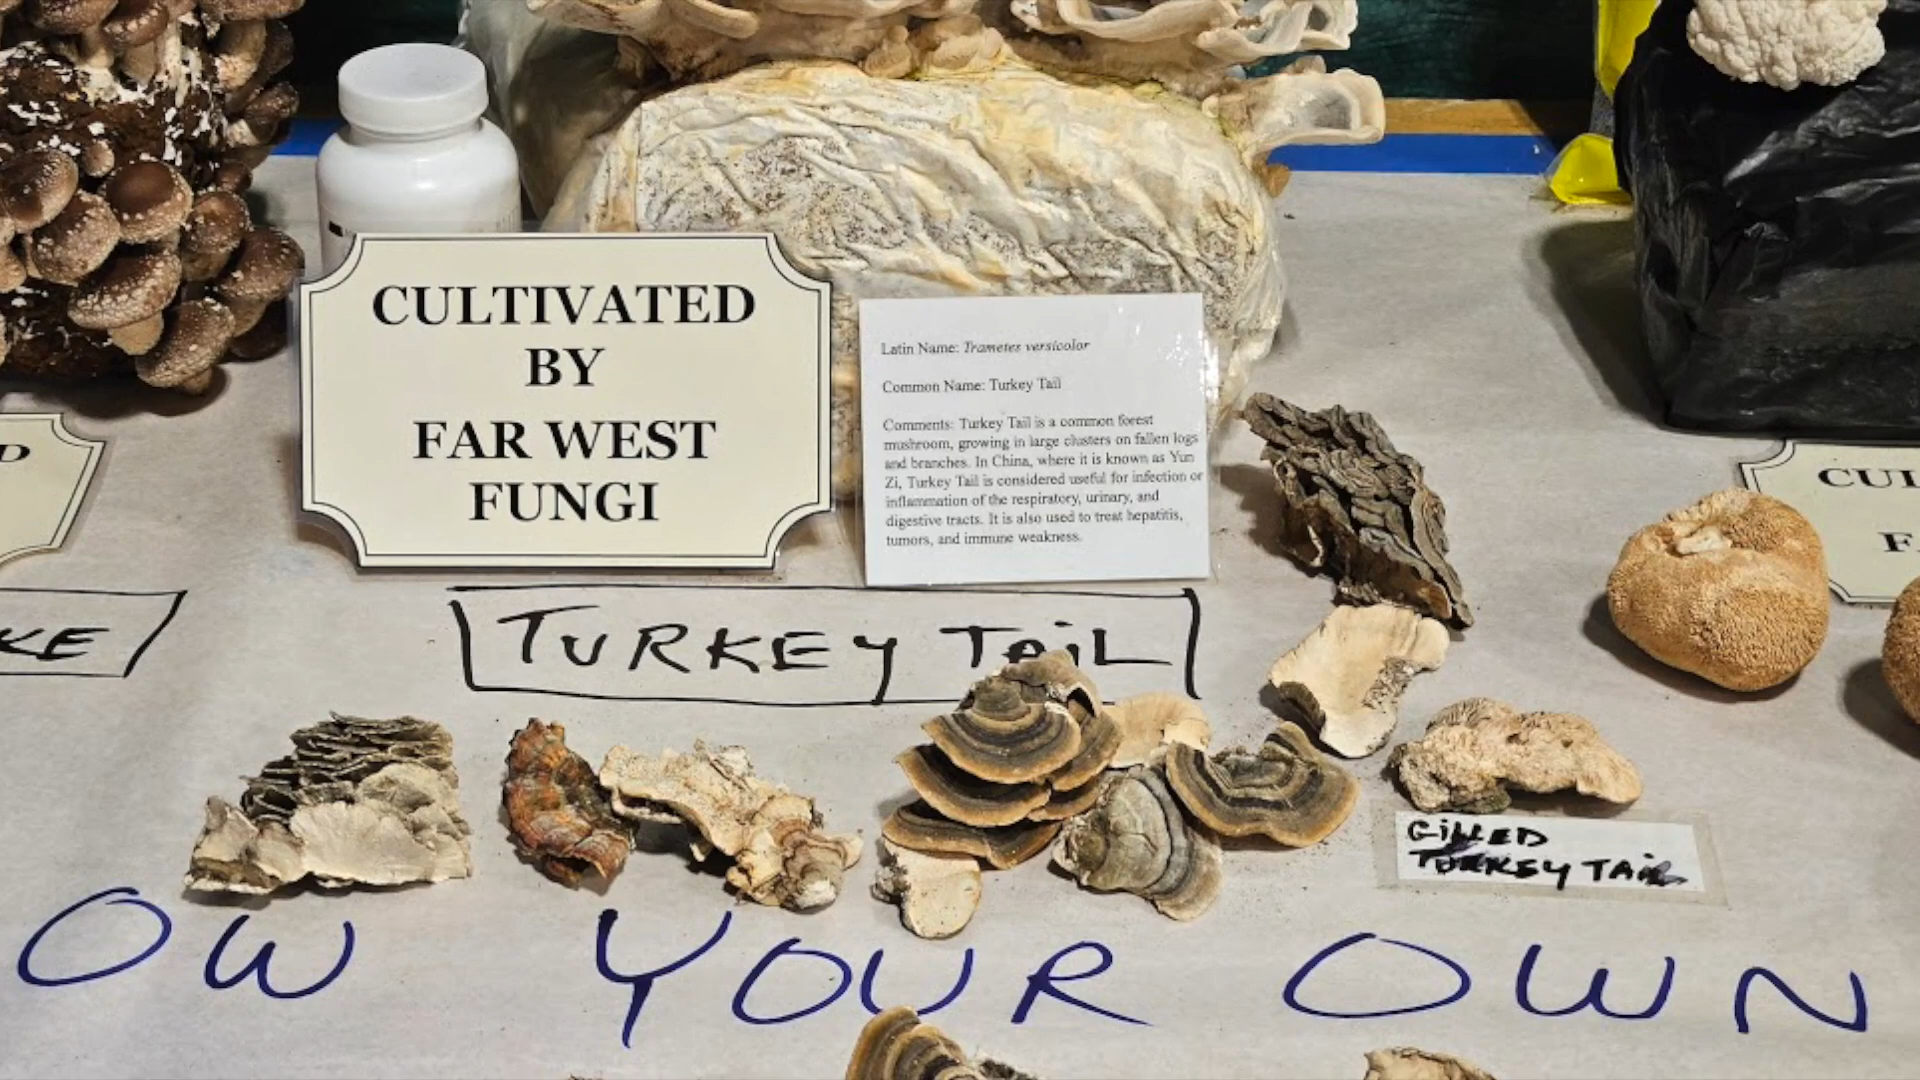 CULTIVATED
BY
FAR WEST
FUNGI
Latin Name: Trametes versicolor
Common Name: Turkey Tail
Comments: Turkey Tail is a common forest
mushroom, growing in large clusters on fallen logs
and branches. In China, where it is known as Yun
Zi, Turkey Tail is considered useful for infection or
inflammation of the respiratory, urinary, and
digestive tracts. It is also used to treat hepatitis,
tumors, and immune weakness.
D
CUL
F
KE
TURKEY TAIL
GILLED
TURKEY TAIL
OW YOUR OWN